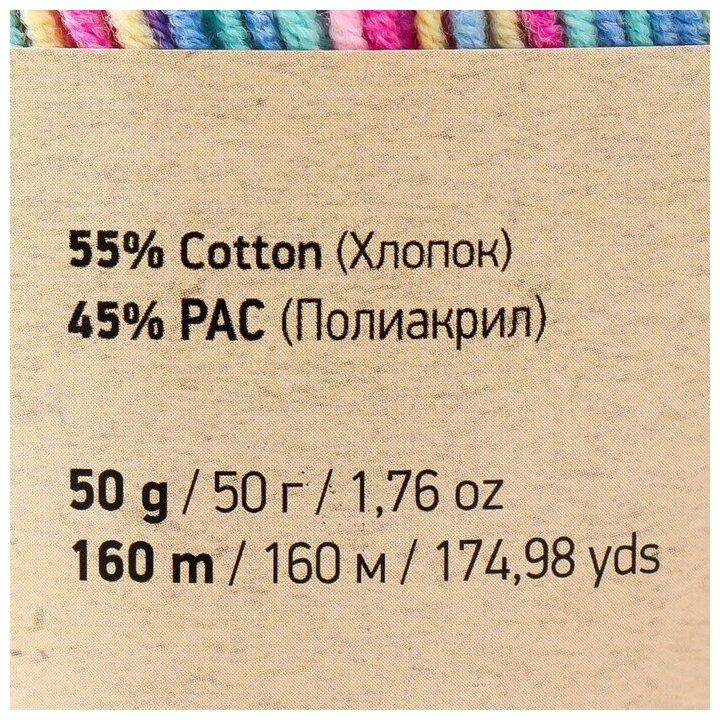 55% Cotton (Хлопок)
45% PAC (Полиакрил)
50 g / 50 г / 1,76 oz
160 m / 160 м / 174,98 yds